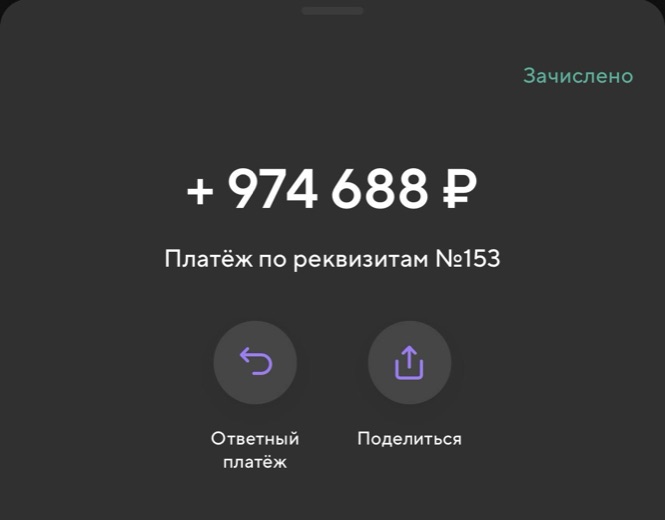 Зачислено
+ 974 688 ₽
Платёж по реквизитам №153
Ответный
платёж
Поделиться